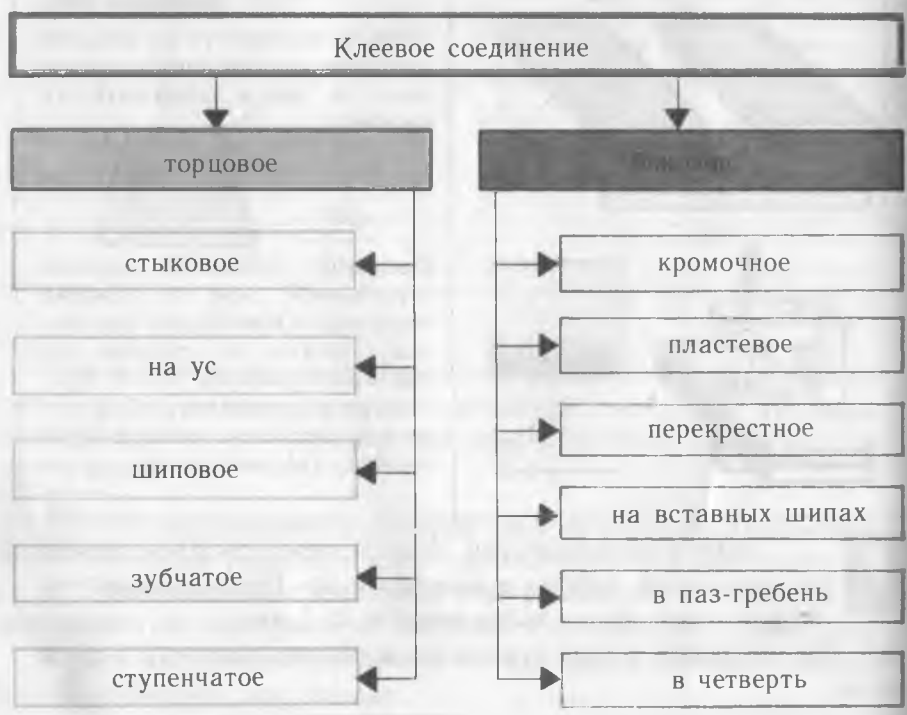 Клеевое соединение
торцовое
стыковое
на ус
шиповое
зубчатое
ступенчатое
кромочное
пластевое
перекрестное
на вставных шипах
в паз-гребень
в четверть